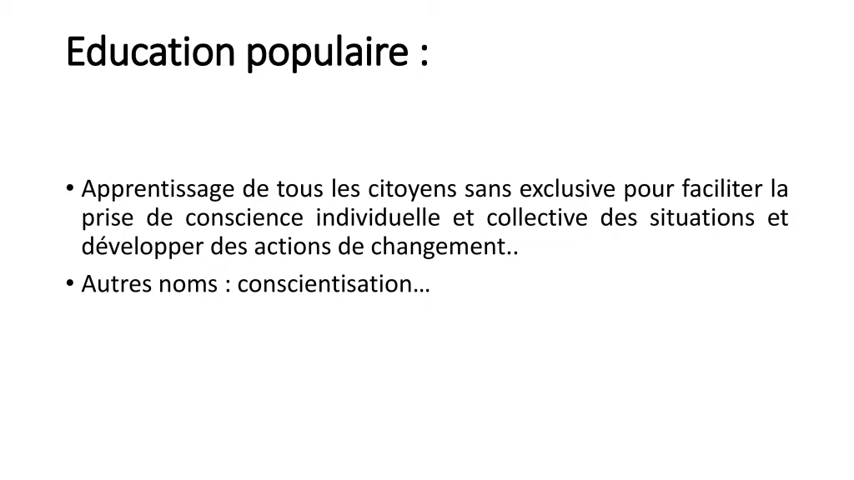 Education populaire :
• Apprentissage de tous les citoyens sans exclusive pour faciliter la
prise de conscience individuelle et collective des situations et
développer des actions de changement..
• Autres noms : conscientisation…